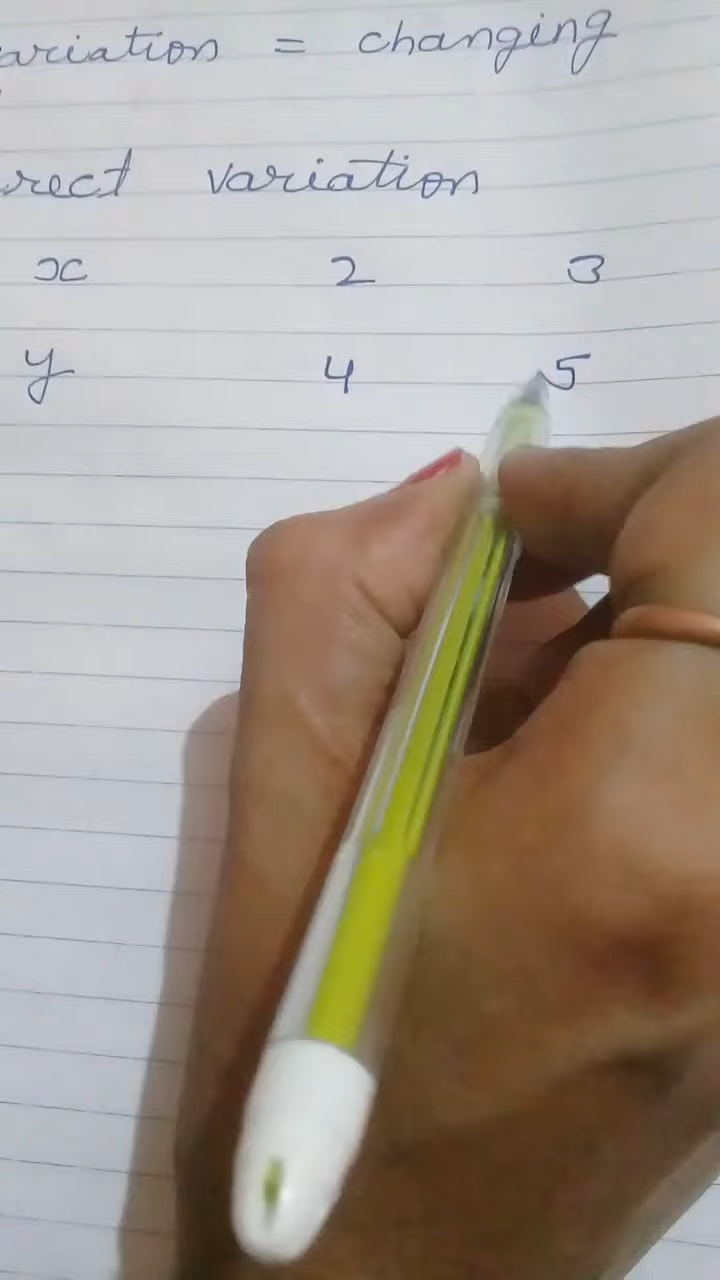 ariation = changing
rect variation
x 2 3
y 4 5